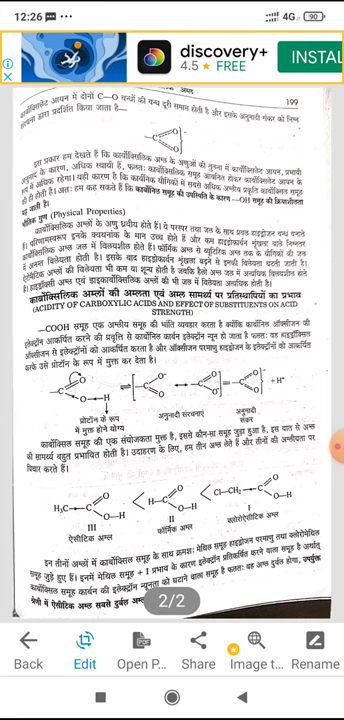 12:26
4G
90
discovery+
4.5 ★ FREE
INSTAL
199
कार्बोक्सिलेट आयन में दोनों C—O बन्धों की बन्ध दूरी समान होती है और इसके अनुनादी संकर को निम्न
संरचना द्वारा प्रदर्शित किया जाता है—
—C
O
O
इस प्रकार हम देखते हैं कि कार्बोक्सिलिक अम्ल के अणुओं की तुलना में कार्बोक्सिलेट आयन, प्रभावी
अनुनाद के कारण, अधिक स्थायी हैं, फलतः कार्बोक्सिलिक समूह आयनित होकर कार्बोक्सिलेट आयन के
रूप में अधिक रहेगा। यही कारण है कि कार्बनिक यौगिकों में सबसे अधिक अम्लीय प्रकृति कार्बोक्सिल समूह
की ही होती है। अतः हम कह सकते हैं कि कार्बोनिल समूह की उपस्थिति के कारण —OH समूह की क्रियाशीलता
बढ़ जाती है।
भौतिक गुण (Physical Properties)
कार्बोक्सिलिक अम्लों के अणु ध्रुवीय होते हैं। ये परस्पर तथा जल के साथ प्रबल हाइड्रोजन बन्ध बनाते
हैं। परिणामस्वरूप इनके क्वथनांक के मान उच्च होते हैं और कम हाइड्रोकार्बन शृंखला वाले निम्नतर
कार्बोक्सिलिक अम्ल जल में विलयशील होते हैं। फॉर्मिक अम्ल से ब्यूटिरिक अम्ल तक के यौगिकों की जल
में अनन्त विलेयता होती है। इसके बाद हाइड्रोकार्बन शृंखला बढ़ने से इनकी विलेयता घटती जाती है।
ऐरोमैटिक अम्लों की विलेयता भी कम या शून्य होती है
हैं। हाइड्रॉक्सी अम्ल एवं डाइकार्बोक्सिलिक अम्लों की भी जल में विलेयता अधिक होती है।
कार्बोक्सिलिक अम्लों की अम्लता एवं अम्ल सामर्थ्य पर प्रतिस्थापियों का प्रभाव
(ACIDITY OF CARBOXYLIC ACIDS AND EFFECT OF SUBSTITUENTS ON ACID
STRENGTH)
—COOH समूह एक अम्लीय समूह की भांति व्यवहार करता है क्योंकि कार्बोनिल ऑक्सीजन की
इलेक्ट्रॉन आकर्षित करने की प्रवृत्ति से कार्बोनिल कार्बन इलेक्ट्रॉन न्यून हो जाता है फलतः वह हाइड्रॉक्सिल
ऑक्सीजन से इलेक्ट्रॉनों को आकर्षित करता है और ऑक्सीजन परमाणु हाइड्रोजन के इलेक्ट्रॉनों को आकर्षित
करके उसे प्रोटॉन के रूप में मुक्त कर देता है।
+ H⁺
प्रोटॉन के रूप
में मुक्त होने योग्य
अनुनादी संरचनाएं
अनुनादी
संकर
कार्बोक्सिल समूह की एक संयोजकता मुक्त है, इससे कौन-सा समूह जुड़ा हुआ है, इस बात से अम्ल
की सामर्थ्य बहुत प्रभावित होती है। उदाहरण के लिए, हम तीन अम्ल लेते हैं और तीनों की अम्लीयता पर
विचार करते हैं।
H₃C→C
O
O—H
<
H—C
O
O—H
<
Cl—CH₂→C
O
O—H
III
II
I
ऐसीटिक अम्ल
फॉर्मिक अम्ल
क्लोरोऐसीटिक अम्ल
इन तीनों अम्लों में कार्बोक्सिल समूह के साथ क्रमशः मेथिल समूह हाइड्रोजन परमाणु तथा क्लोरोमेथिल
समूह जुड़े हुए हैं। इनमें मेथिल समूह + I प्रभाव के कारण इलेक्ट्रॉन प्रतिकर्षित करने वाला समूह है अर्थात्
कार्बोक्सिल समूह कार्बन की इलेक्ट्रॉन न्यूनता को घटाने वाला समूह है फलतः यह अम्ल दुर्बल होगा, उपर्युक्त
श्रेणी में ऐसीटिक अम्ल सबसे दुर्बल अम्ल
2/2
Back
Edit
Open P...
Share
Image t...
Rename